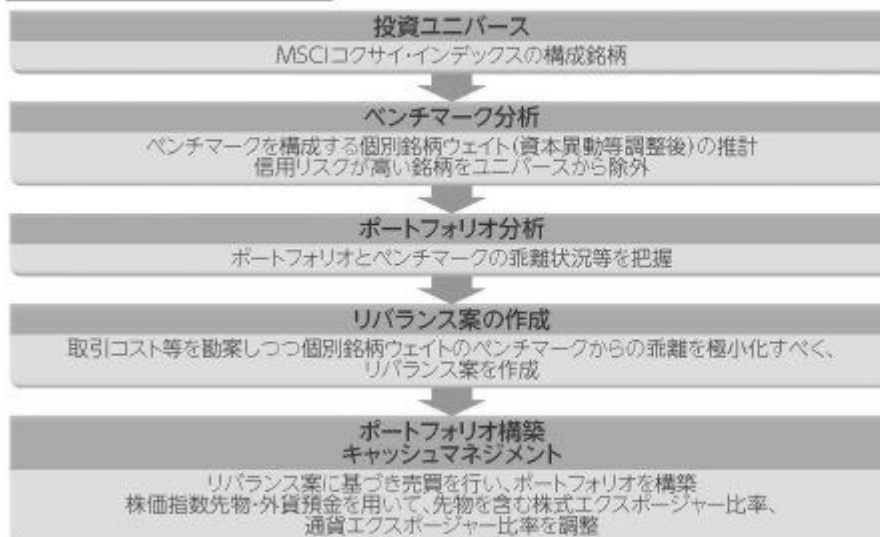 投資ユニバース
MSCIコクサイ・インデックスの構成銘柄
ベンチマーク分析
ベンチマークを構成する個別銘柄ウェイト(資本異動等調整後)の推計
信用リスクが高い銘柄をユニバースから除外
ポートフォリオ分析
ポートフォリオとベンチマークの乖離状況等を把握
リバランス案の作成
取引コスト等を勘案しつつ個別銘柄ウェイトのベンチマークからの乖離を極小化すべく、
リバランス案を作成
ポートフォリオ構築
キャッシュマネジメント
リバランス案に基づき売買を行い、ポートフォリオを構築
株価指数先物・外貨預金を用いて、先物を含む株式エクスポージャー比率、
通貨エクスポージャー比率を調整